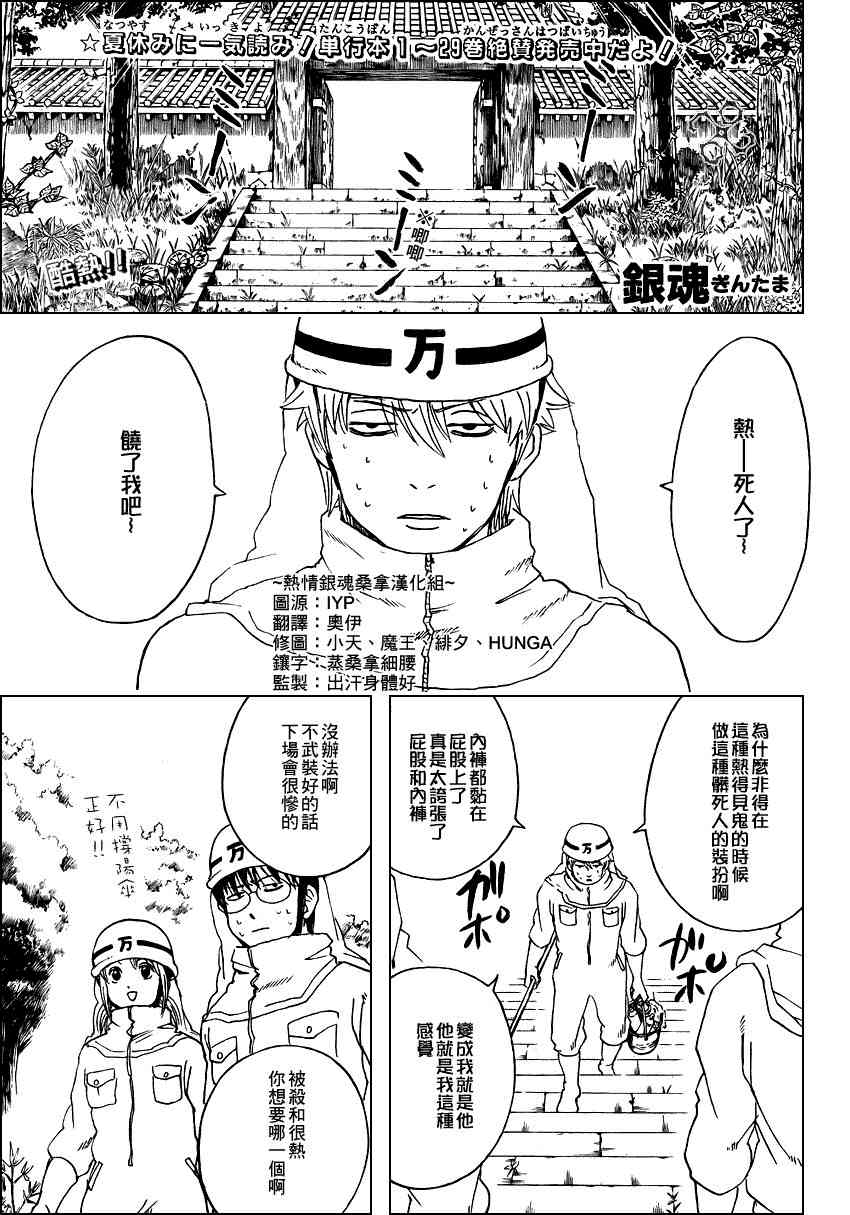 ☆夏休みに一気読み！単行本1～29巻絶賛発売中だよ！
なつやす
いっきよ
たんこうぼん
かんぜっさんはつばいちゅう
酷熱!!
銀魂ぎんたま
熱—死人了~
饒了我吧~
万
~熱情銀魂桑拿漢化組~
圖源：IYP
翻譯：奧伊
修圖：小天、魔王、緋夕、HUNGA
鑲字：蒸桑拿細腰
監製：出汗身體好
為什麼非得在
這種熱得見鬼的時候
做這種髒死人的裝扮啊
內褲都黏在
屁股上了
真是太誇張了
屁股和內褲
万
ガポ。
ガポ。
變成我就是他
他就是我這種
感覺
沒辦法啊
不武裝好的話
下場會很慘的
不用撐陽傘
正好!!
万
万
被殺和很熱
你想要哪一個啊